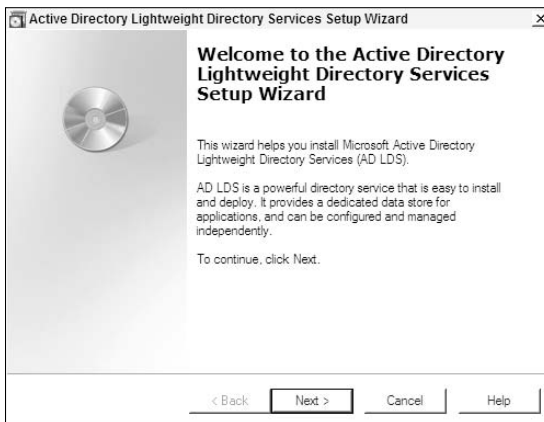 Active Directory Lightweight Directory Services Setup Wizard
Welcome to the Active Directory
Lightweight Directory Services
Setup Wizard
This wizard helps you install Microsoft Active Directory
Lightweight Directory Services (AD LDS).
AD LDS is a powerful directory service that is easy to install
and deploy. It provides a dedicated data store for
applications, and can be configured and managed
independently.
To continue, click Next.
< Back
Next >
Cancel
Help